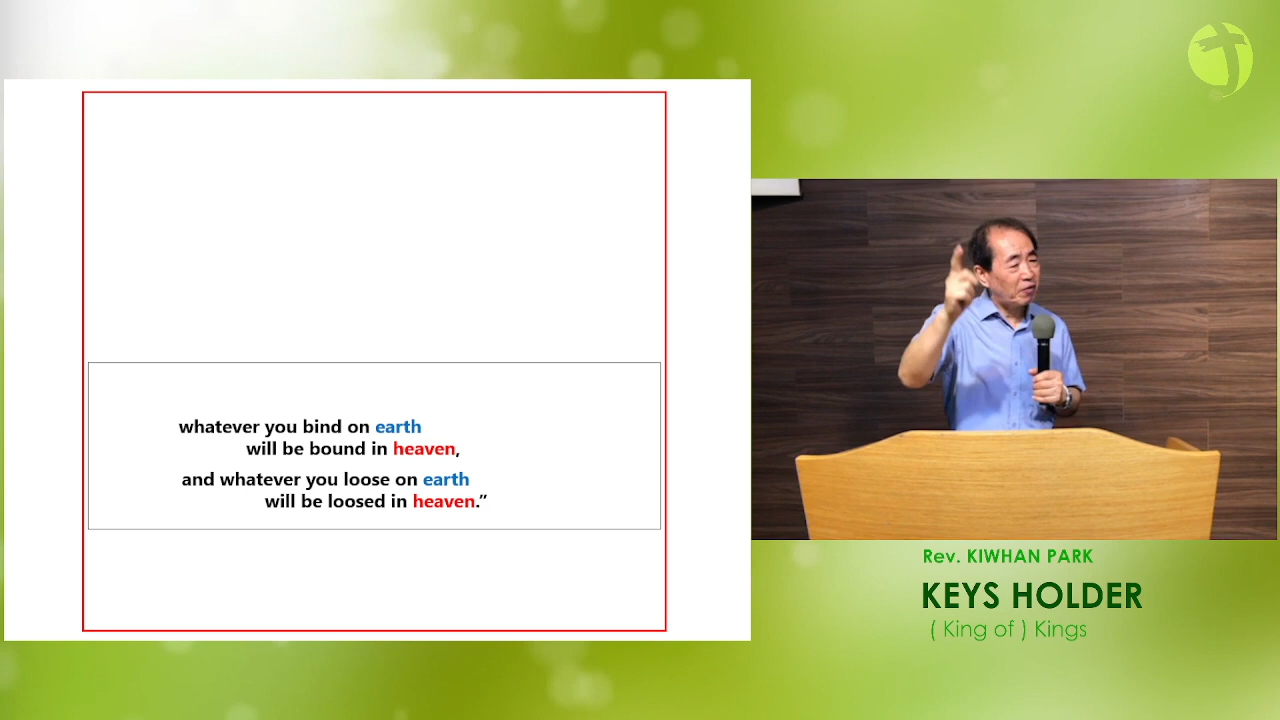 whatever you bind on earth
will be bound in heaven,
and whatever you loose on earth
will be loosed in heaven.”
Rev. KIWHAN PARK
KEYS HOLDER
( King of ) Kings